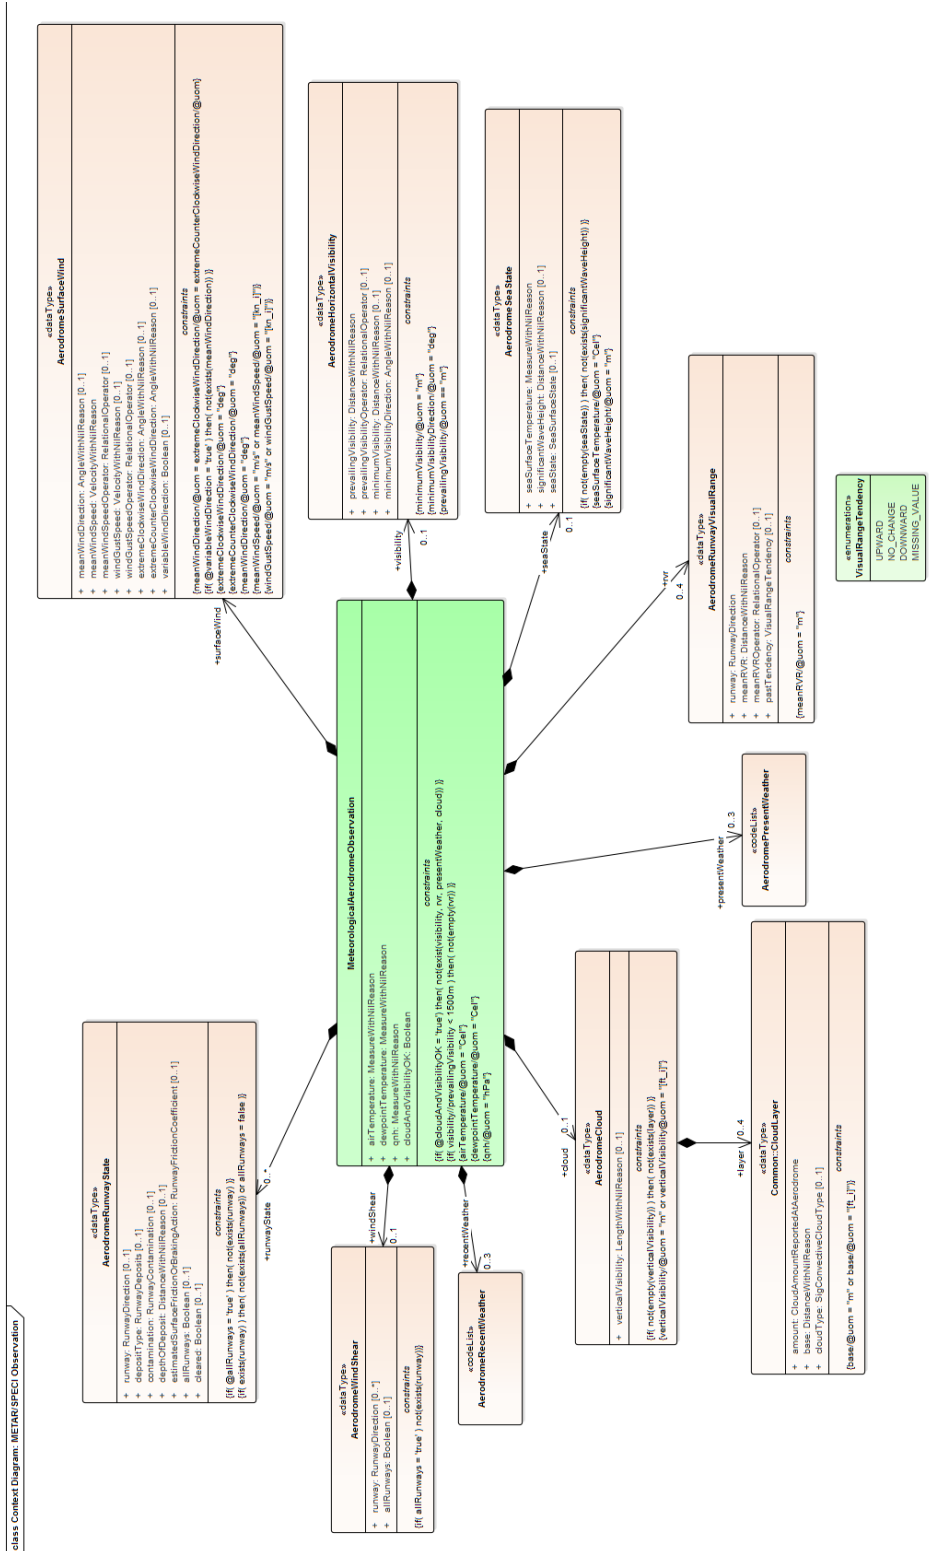 class Context Diagram: METAR/SPECI Observation
«dataType»
AerodromeRunwayState
+ runway: RunwayDirection [0..1]
+ depositType: RunwayDeposits [0..1]
+ contamination: RunwayContamination [0..1]
+ depthOfDeposit: DistanceWithNilReason [0..1]
+ estimatedSurfaceFrictionOrBrakingAction: RunwayFrictionCoefficient [0..1]
+ allRunways: Boolean [0..1]
+ cleared: Boolean [0..1]
constraints
{if( @allRunways = 'true' ) then( not(exists(runway) )}
{if( exists(runway) ) then( not(exists(allRunways)) or allRunways = false )}
+runwayState
0..*
«dataType»
AerodromeSurfaceWind
+ meanWindDirection: AngleWithNilReason [0..1]
+ meanWindSpeed: VelocityWithNilReason
+ meanWindSpeedOperator: RelationalOperator [0..1]
+ windGustSpeed: VelocityWithNilReason [0..1]
+ windGustSpeedOperator: RelationalOperator [0..1]
+ extremeClockwiseWindDirection: AngleWithNilReason [0..1]
+ extremeCounterClockwiseWindDirection: AngleWithNilReason [0..1]
+ variableWindDirection: Boolean [0..1]
constraints
{meanWindDirection/@uom = extremeClockwiseWindDirection/@uom = extremeCounterClockwiseWindDirection/@uom}
{if( @variableWindDirection = 'true' ) then( not(exists(meanWindDirection)) )}
{extremeClockwiseWindDirection/@uom = "deg"}
{extremeCounterClockwiseWindDirection/@uom = "deg"}
{meanWindDirection/@uom = "deg"}
{meanWindSpeed/@uom = "m/s" or meanWindSpeed/@uom = "[kn_i]"}
{windGustSpeed/@uom = "m/s" or windGustSpeed/@uom = "[kn_i]"}
+surfaceWind
«dataType»
AerodromeWindShear
+ runway: RunwayDirection [0..*]
+ allRunways: Boolean [0..1]
constraints
{if( allRunways = 'true' ) not(exists(runway))}
+windShear
0..1
MeteorologicalAerodromeObservation
+ airTemperature: MeasureWithNilReason
+ dewpointTemperature: MeasureWithNilReason
+ qnh: MeasureWithNilReason
+ cloudAndVisibilityOK: Boolean
constraints
{if( @cloudAndVisibilityOK = 'true') then( not(exist(visibility, rvr, presentWeather, cloud)) )}
{if( visibility//prevailingVisibility < 1500m ) then( not(empty(rvr)) )}
{airTemperature/@uom = "Cel"}
{dewpointTemperature/@uom = "Cel"}
{qnh/@uom = "hPa"}
«dataType»
AerodromeHorizontalVisibility
+ prevailingVisibility: DistanceWithNilReason
+ prevailingVisibilityOperator: RelationalOperator [0..1]
+ minimumVisibility: DistanceWithNilReason [0..1]
+ minimumVisibilityDirection: AngleWithNilReason [0..1]
constraints
{minimumVisibility/@uom = "m"}
{minimumVisibilityDirection/@uom = "deg"}
{prevailingVisibility/@uom == "m"}
+visibility
0..1
«codeList»
AerodromeRecentWeather
+recentWeather
0..3
«dataType»
AerodromeSeaState
+ seaSurfaceTemperature: MeasureWithNilReason
+ significantWaveHeight: DistanceWithNilReason [0..1]
+ seaState: SeaSurfaceState [0..1]
constraints
{if( not(empty(seaState)) ) then( not(exists(significantWaveHeight)) )}
{seaSurfaceTemperature/@uom = "Cel"}
{significantWaveHeight/@uom = "m"}
+seaState
0..1
«dataType»
AerodromeCloud
+ verticalVisibility: LengthWithNilReason [0..1]
constraints
{if( not(empty(verticalVisibility)) ) then( not(exists(layer)) )}
{verticalVisibility/@uom = "m" or verticalVisibility@uom = "[ft_i]"}
+cloud
0..1
«dataType»
AerodromeRunwayVisualRange
+ runway: RunwayDirection
+ meanRVR: DistanceWithNilReason
+ meanRVROperator: RelationalOperator [0..1]
+ pastTendency: VisualRangeTendency [0..1]
constraints
{meanRVR/@uom = "m"}
+rvr
0..4
«codeList»
AerodromePresentWeather
+presentWeather
0..3
«dataType»
Common::CloudLayer
+ amount: CloudAmountReportedAtAerodrome
+ base: DistanceWithNilReason
+ cloudType: SigConvectiveCloudType [0..1]
constraints
{base/@uom = "m" or base/@uom = "[ft_i]"}
+layer
0..4
«enumeration»
VisualRangeTendency
UPWARD
NO_CHANGE
DOWNWARD
MISSING_VALUE